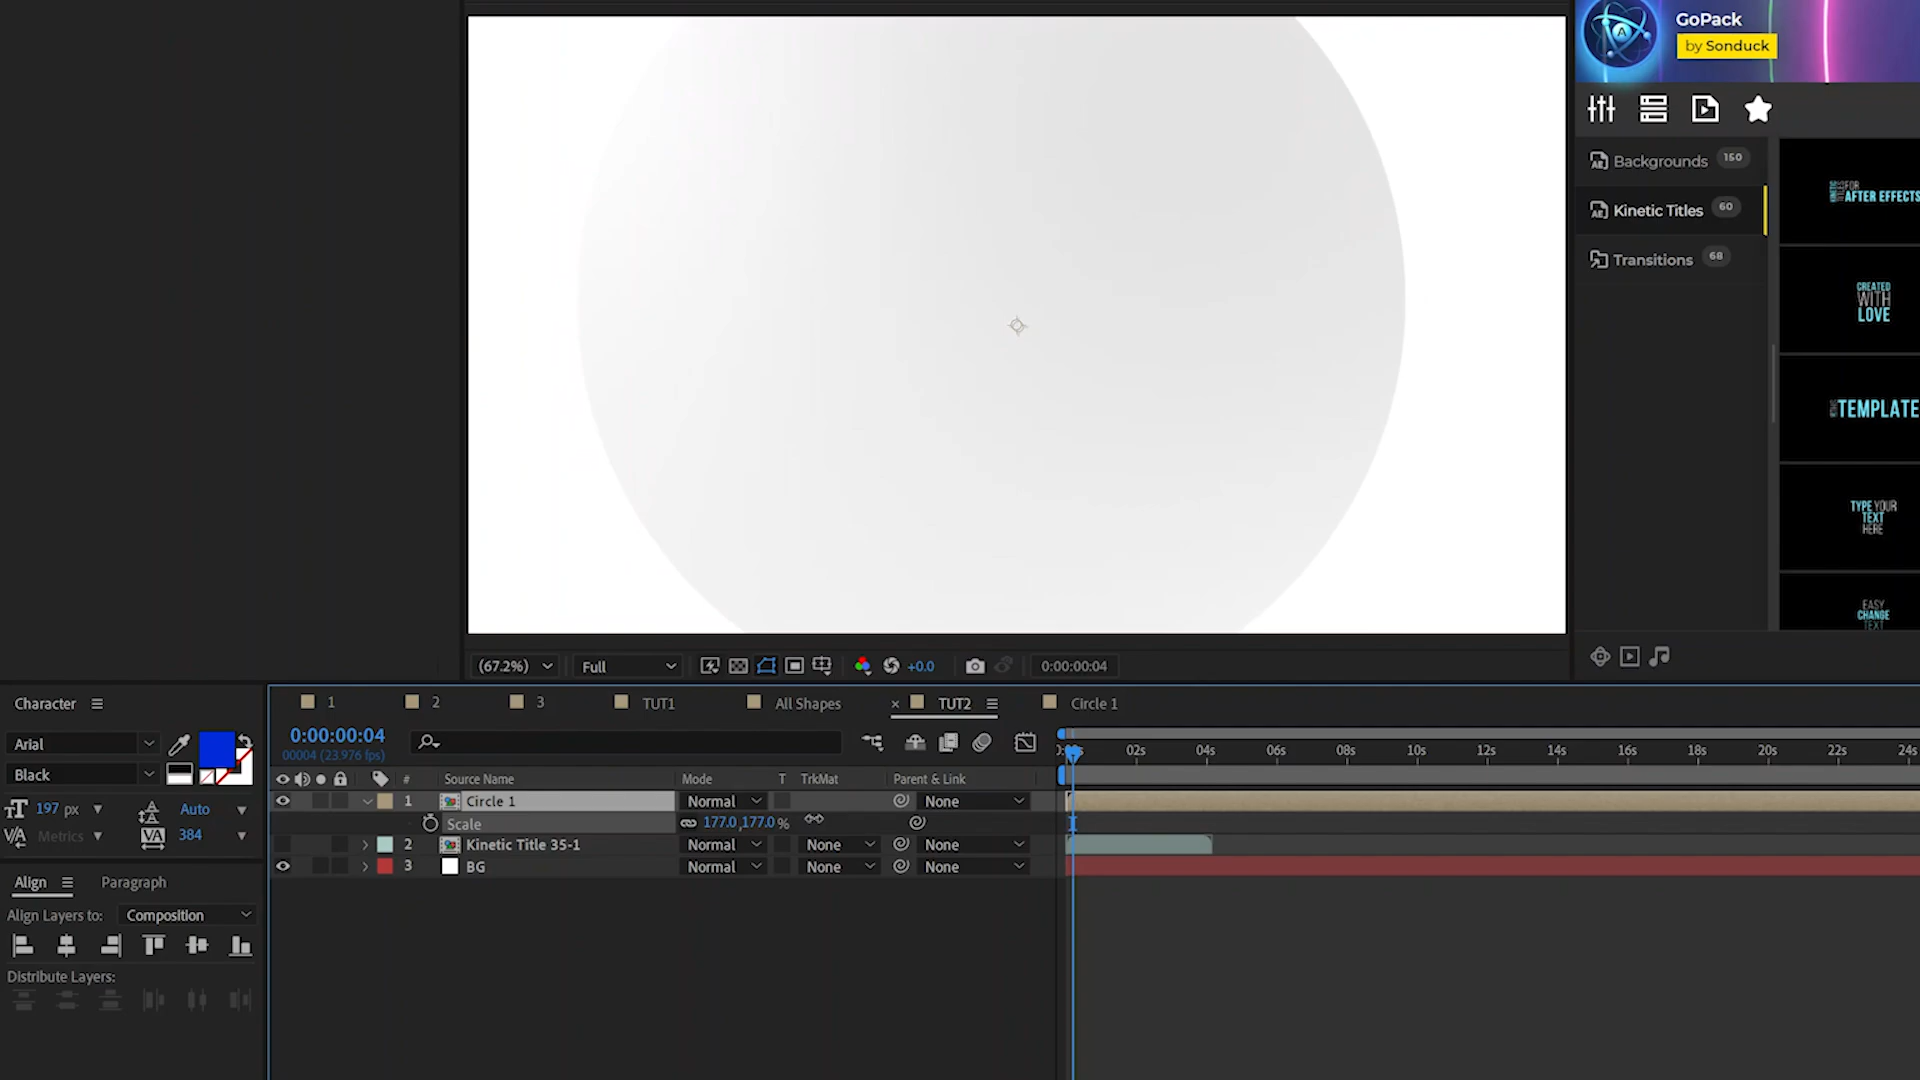 GoPack
by Sonduck
Backgrounds 150
Kinetic Titles 60
Transitions 68
KINETIC TITLES FOR AFTER EFFECTS
CREATED
WITH
LOVE
TEMPLATE
TYPE YOUR
TEXT
HERE
EASY
CHANGE
TEXT
(67.2%) Full +0.0 0:00:00:04
Character
Arial
Black
197 px Auto
Metrics 384
Align Paragraph
Align Layers to: Composition
Distribute Layers:
1 2 3 TUT1 All Shapes × TUT2 Circle 1
0:00:00:04
00004 (23.976 fps)
02s 04s 06s 08s 10s 12s 14s 16s 18s 20s 22s 24s
# Source Name Mode T TrkMat Parent & Link
1 Circle 1 Normal None
Scale 177.0,177.0 %
2 Kinetic Title 35-1 Normal None None
3 BG Normal None None